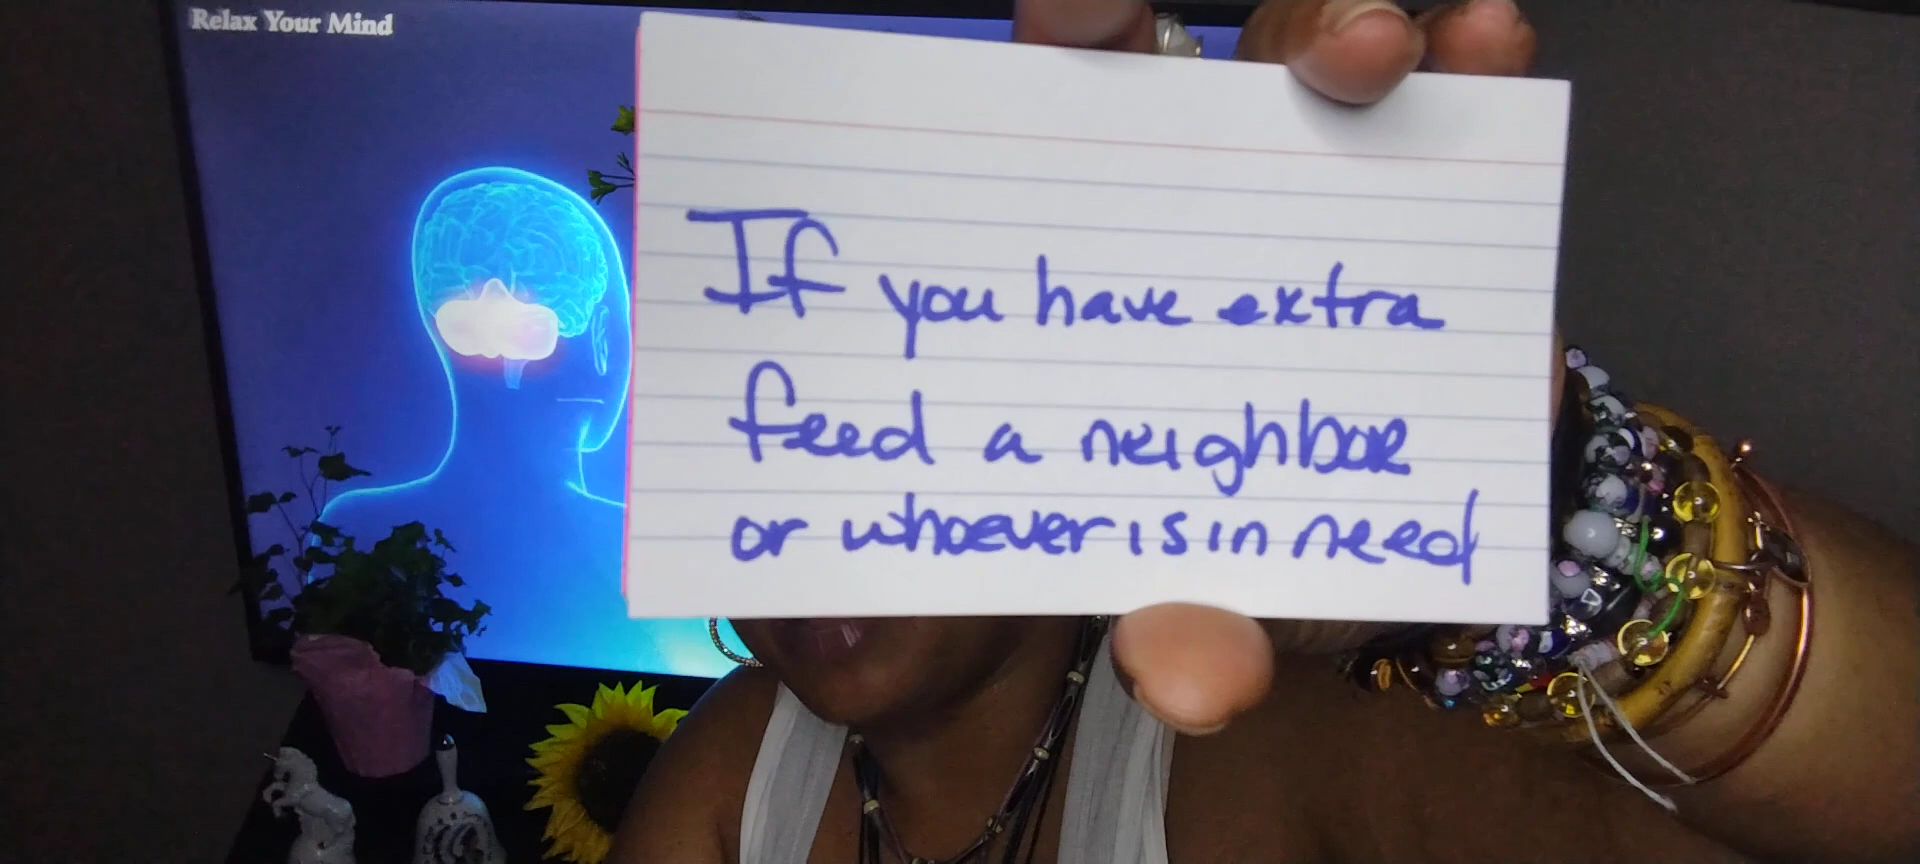 Relax Your Mind
If you have extra
feed a neighbor
or whoever is in need